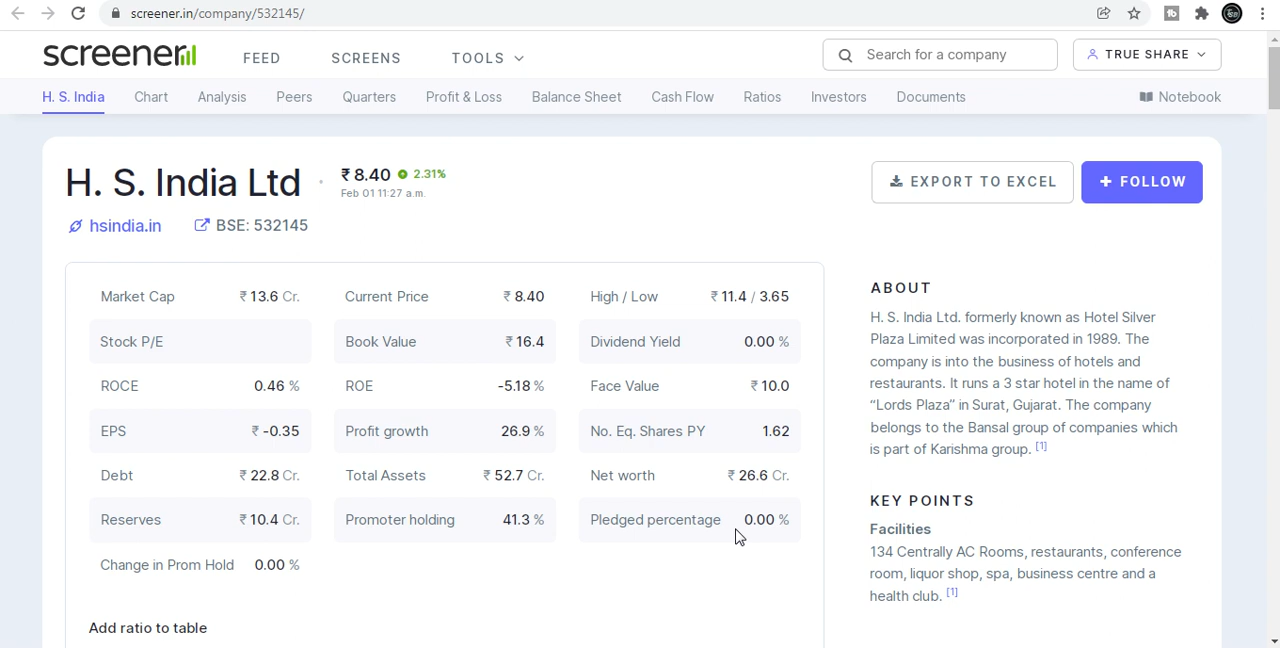 screener.in/company/532145/
screener
FEED SCREENS TOOLS
Search for a company
TRUE SHARE
H. S. India Chart Analysis Peers Quarters Profit & Loss Balance Sheet Cash Flow Ratios Investors Documents Notebook
H. S. India Ltd
₹ 8.40 2.31%
Feb 01 11:27 a.m.
EXPORT TO EXCEL
+ FOLLOW
hsindia.in BSE: 532145
Market Cap ₹ 13.6 Cr. Current Price ₹ 8.40 High / Low ₹ 11.4 / 3.65
Stock P/E Book Value ₹ 16.4 Dividend Yield 0.00 %
ROCE 0.46 % ROE -5.18 % Face Value ₹ 10.0
EPS ₹ -0.35 Profit growth 26.9 % No. Eq. Shares PY 1.62
Debt ₹ 22.8 Cr. Total Assets ₹ 52.7 Cr. Net worth ₹ 26.6 Cr.
Reserves ₹ 10.4 Cr. Promoter holding 41.3 % Pledged percentage 0.00 %
Change in Prom Hold 0.00 %
Add ratio to table
ABOUT
H. S. India Ltd. formerly known as Hotel Silver
Plaza Limited was incorporated in 1989. The
company is into the business of hotels and
restaurants. It runs a 3 star hotel in the name of
“Lords Plaza” in Surat, Gujarat. The company
belongs to the Bansal group of companies which
is part of Karishma group. [1]
KEY POINTS
Facilities
134 Centrally AC Rooms, restaurants, conference
room, liquor shop, spa, business centre and a
health club. [1]